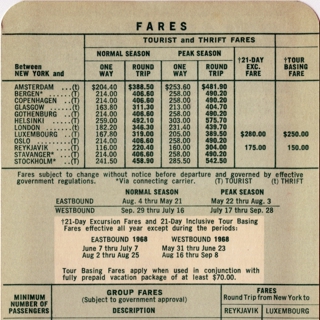 FARES
TOURIST and THRIFT FARES
NORMAL SEASON PEAK SEASON †21-DAY †TOUR
Between ONE ROUND ONE ROUND EXC. BASING
NEW YORK and WAY TRIP WAY TRIP FARE FARE
AMSTERDAM ...(t) $204.40 $388.50 $253.60 $481.90
BERGEN* ...(t) 214.00 406.60 258.00 490.20
COPENHAGEN ..(t) 214.00 406.60 258.00 490.20
GLASGOW ...(t) 163.80 311.30 213.00 404.70
GOTHENBURG ..(t) 214.00 406.60 258.00 490.20
HELSINKI ...(t) 259.00 492.10 303.00 575.70
LONDON ...(t) 182.20 346.30 231.40 439.70
LUXEMBOURG ..(t) 167.80 319.00 205.00 389.50 $280.00 $250.00
OSLO ...(t) 214.00 406.60 258.00 490.20
REYKJAVIK ...(t) 116.00 220.40 160.00 304.00 175.00 150.00
STAVANGER* ..(t) 214.00 406.60 258.00 490.20
STOCKHOLM* ..(t) 241.50 458.90 285.50 542.50
Fares subject to change without notice before departure and governed by effective
government regulations. *Via connecting carrier. (T) TOURIST (t) THRIFT
NORMAL SEASON PEAK SEASON
EASTBOUND Aug. 4 thru May 21 May 22 thru Aug. 3
WESTBOUND Sep. 29 thru July 16 July 17 thru Sep. 28
†21-Day Excursion Fares and 21-Day Inclusive Tour Basing
Fares effective all year except during the periods:
EASTBOUND 1968 WESTBOUND 1968
June 7 thru July 7 May 31 thru June 23
Aug 2 thru Aug 25 Aug 16 thru Sep 8
Tour Basing Fares apply when used in conjunction with
fully prepaid vacation package of at least $70.00.
MINIMUM GROUP FARES FARES
NUMBER OF (Subject to government approval) Round Trip from New York to
PASSENGERS DESCRIPTION REYKJAVIK LUXEMBOURG